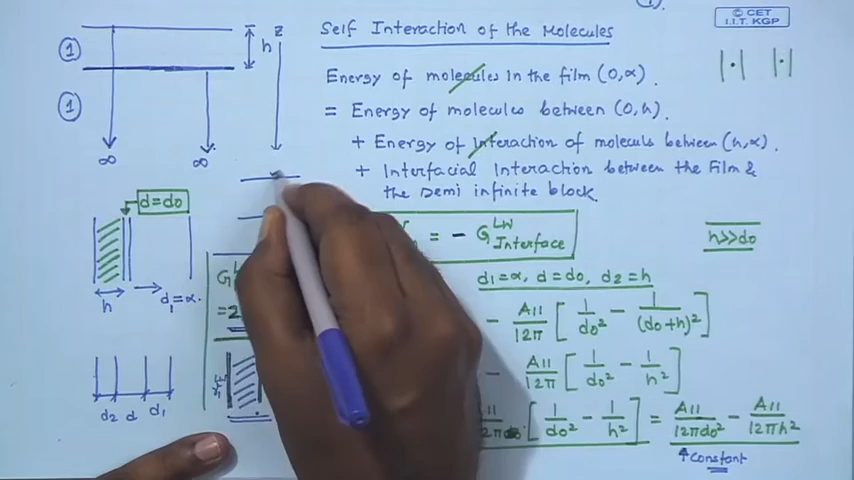 © CET
I.I.T. KGP
Self Interaction of the Molecules
1
h
z
Energy of molecules in the film (0,α).
= Energy of molecules between (0,h).
1
+ Energy of interaction of molecules between (h,α).
∞
∞
+ Interfacial Interaction between the film &
the Semi infinite block.
d=do
= - G^LW Interface
h>>do
h
d1=α.
G^L
d1=α, d=do, d2=h
=2
- A11/12π [1/do² - 1/(do+h)²]
- A11/12π [1/do² - 1/h²]
d2 d d1
[1/do² - 1/h²] = A11/12πdo² - A11/12πh²
↑constant